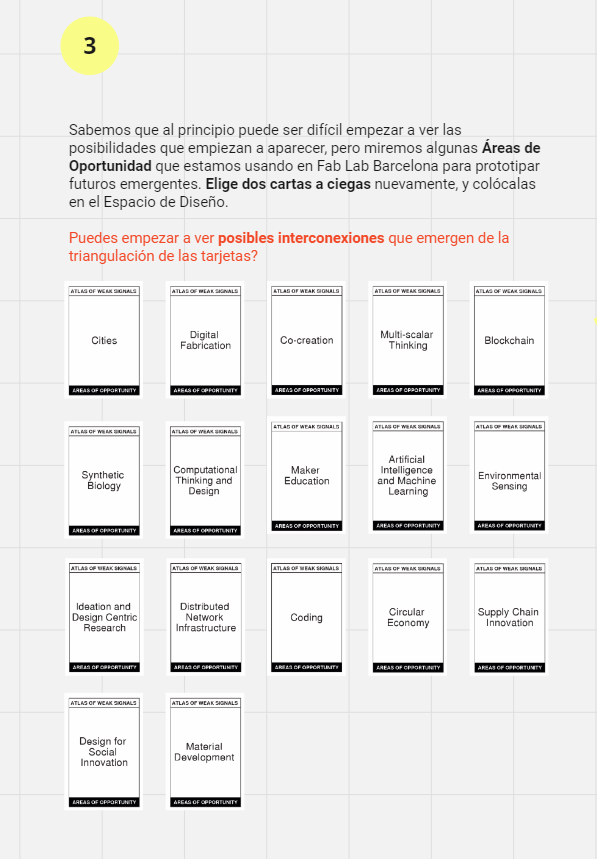 3
Sabemos que al principio puede ser difícil empezar a ver las
posibilidades que empiezan a aparecer, pero miremos algunas Áreas de
Oportunidad que estamos usando en Fab Lab Barcelona para prototipar
futuros emergentes. Elige dos cartas a ciegas nuevamente, y colócalas
en el Espacio de Diseño.
Puedes empezar a ver posibles interconexiones que emergen de la
triangulación de las tarjetas?
ATLAS OF WEAK SIGNALS
Cities
AREAS OF OPPORTUNITY
ATLAS OF WEAK SIGNALS
Digital
Fabrication
AREAS OF OPPORTUNITY
ATLAS OF WEAK SIGNALS
Co-creation
AREAS OF OPPORTUNITY
ATLAS OF WEAK SIGNALS
Multi-scalar
Thinking
AREAS OF OPPORTUNITY
ATLAS OF WEAK SIGNALS
Blockchain
AREAS OF OPPORTUNITY
ATLAS OF WEAK SIGNALS
Synthetic
Biology
AREAS OF OPPORTUNITY
ATLAS OF WEAK SIGNALS
Computational
Thinking and
Design
AREAS OF OPPORTUNITY
ATLAS OF WEAK SIGNALS
Maker
Education
AREAS OF OPPORTUNITY
ATLAS OF WEAK SIGNALS
Artificial
Intelligence
and Machine
Learning
AREAS OF OPPORTUNITY
ATLAS OF WEAK SIGNALS
Environmental
Sensing
AREAS OF OPPORTUNITY
ATLAS OF WEAK SIGNALS
Ideation and
Design Centric
Research
AREAS OF OPPORTUNITY
ATLAS OF WEAK SIGNALS
Distributed
Network
Infrastructure
AREAS OF OPPORTUNITY
ATLAS OF WEAK SIGNALS
Coding
AREAS OF OPPORTUNITY
ATLAS OF WEAK SIGNALS
Circular
Economy
AREAS OF OPPORTUNITY
ATLAS OF WEAK SIGNALS
Supply Chain
Innovation
AREAS OF OPPORTUNITY
ATLAS OF WEAK SIGNALS
Design for
Social
Innovation
AREAS OF OPPORTUNITY
ATLAS OF WEAK SIGNALS
Material
Development
AREAS OF OPPORTUNITY